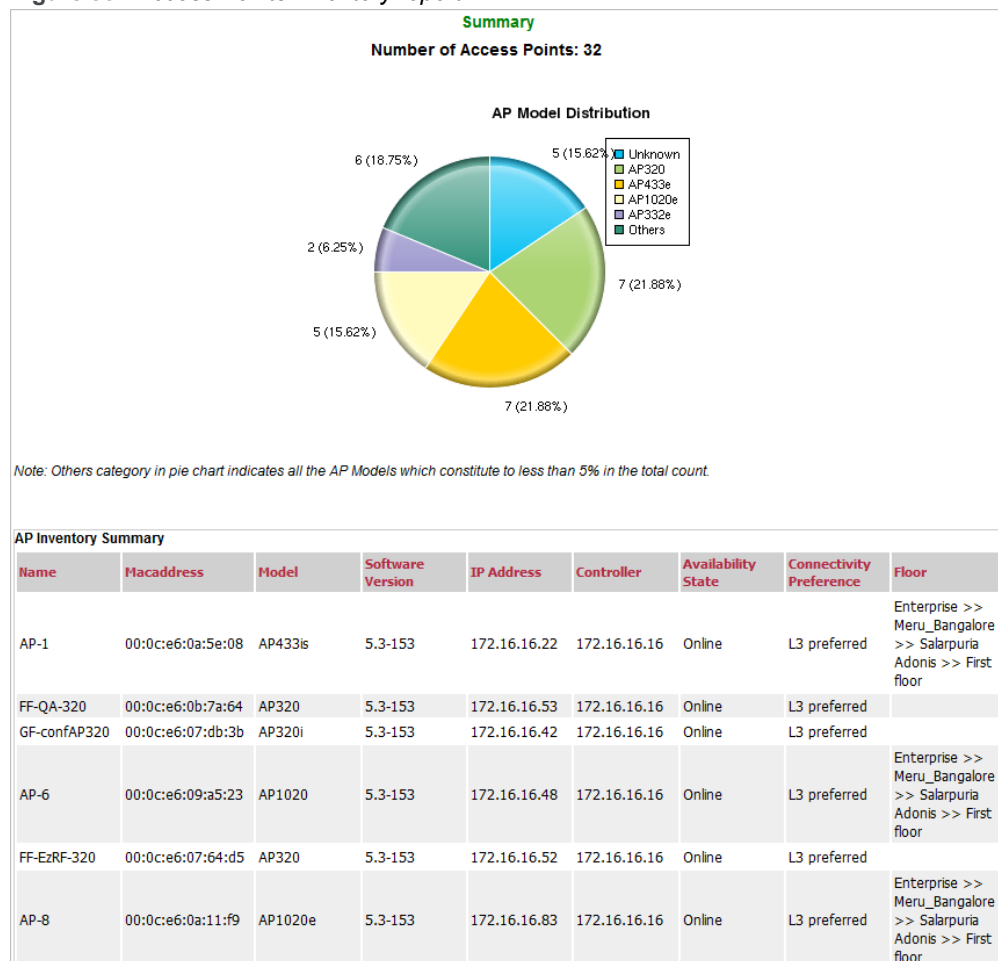 Summary
Number of Access Points: 32
AP Model Distribution
6 (18.75%)
5 (15.62%)
Unknown
AP320
AP433e
AP1020e
AP332e
Others
2 (6.25%)
7 (21.88%)
5 (15.62%)
7 (21.88%)
Note: Others category in pie chart indicates all the AP Models which constitute to less than 5% in the total count.
AP Inventory Summary
Name Macaddress Model Software Version IP Address Controller Availability State Connectivity Preference Floor
AP-1 00:0c:e6:0a:5e:08 AP433is 5.3-153 172.16.16.22 172.16.16.16 Online L3 preferred Enterprise >> Meru_Bangalore >> Salarpuria Adonis >> First floor
FF-QA-320 00:0c:e6:0b:7a:64 AP320 5.3-153 172.16.16.53 172.16.16.16 Online L3 preferred
GF-confAP320 00:0c:e6:07:db:3b AP320i 5.3-153 172.16.16.42 172.16.16.16 Online L3 preferred
AP-6 00:0c:e6:09:a5:23 AP1020 5.3-153 172.16.16.48 172.16.16.16 Online L3 preferred Enterprise >> Meru_Bangalore >> Salarpuria Adonis >> First floor
FF-EzRF-320 00:0c:e6:07:64:d5 AP320 5.3-153 172.16.16.52 172.16.16.16 Online L3 preferred
AP-8 00:0c:e6:0a:11:f9 AP1020e 5.3-153 172.16.16.83 172.16.16.16 Online L3 preferred Enterprise >> Meru_Bangalore >> Salarpuria Adonis >> First floor